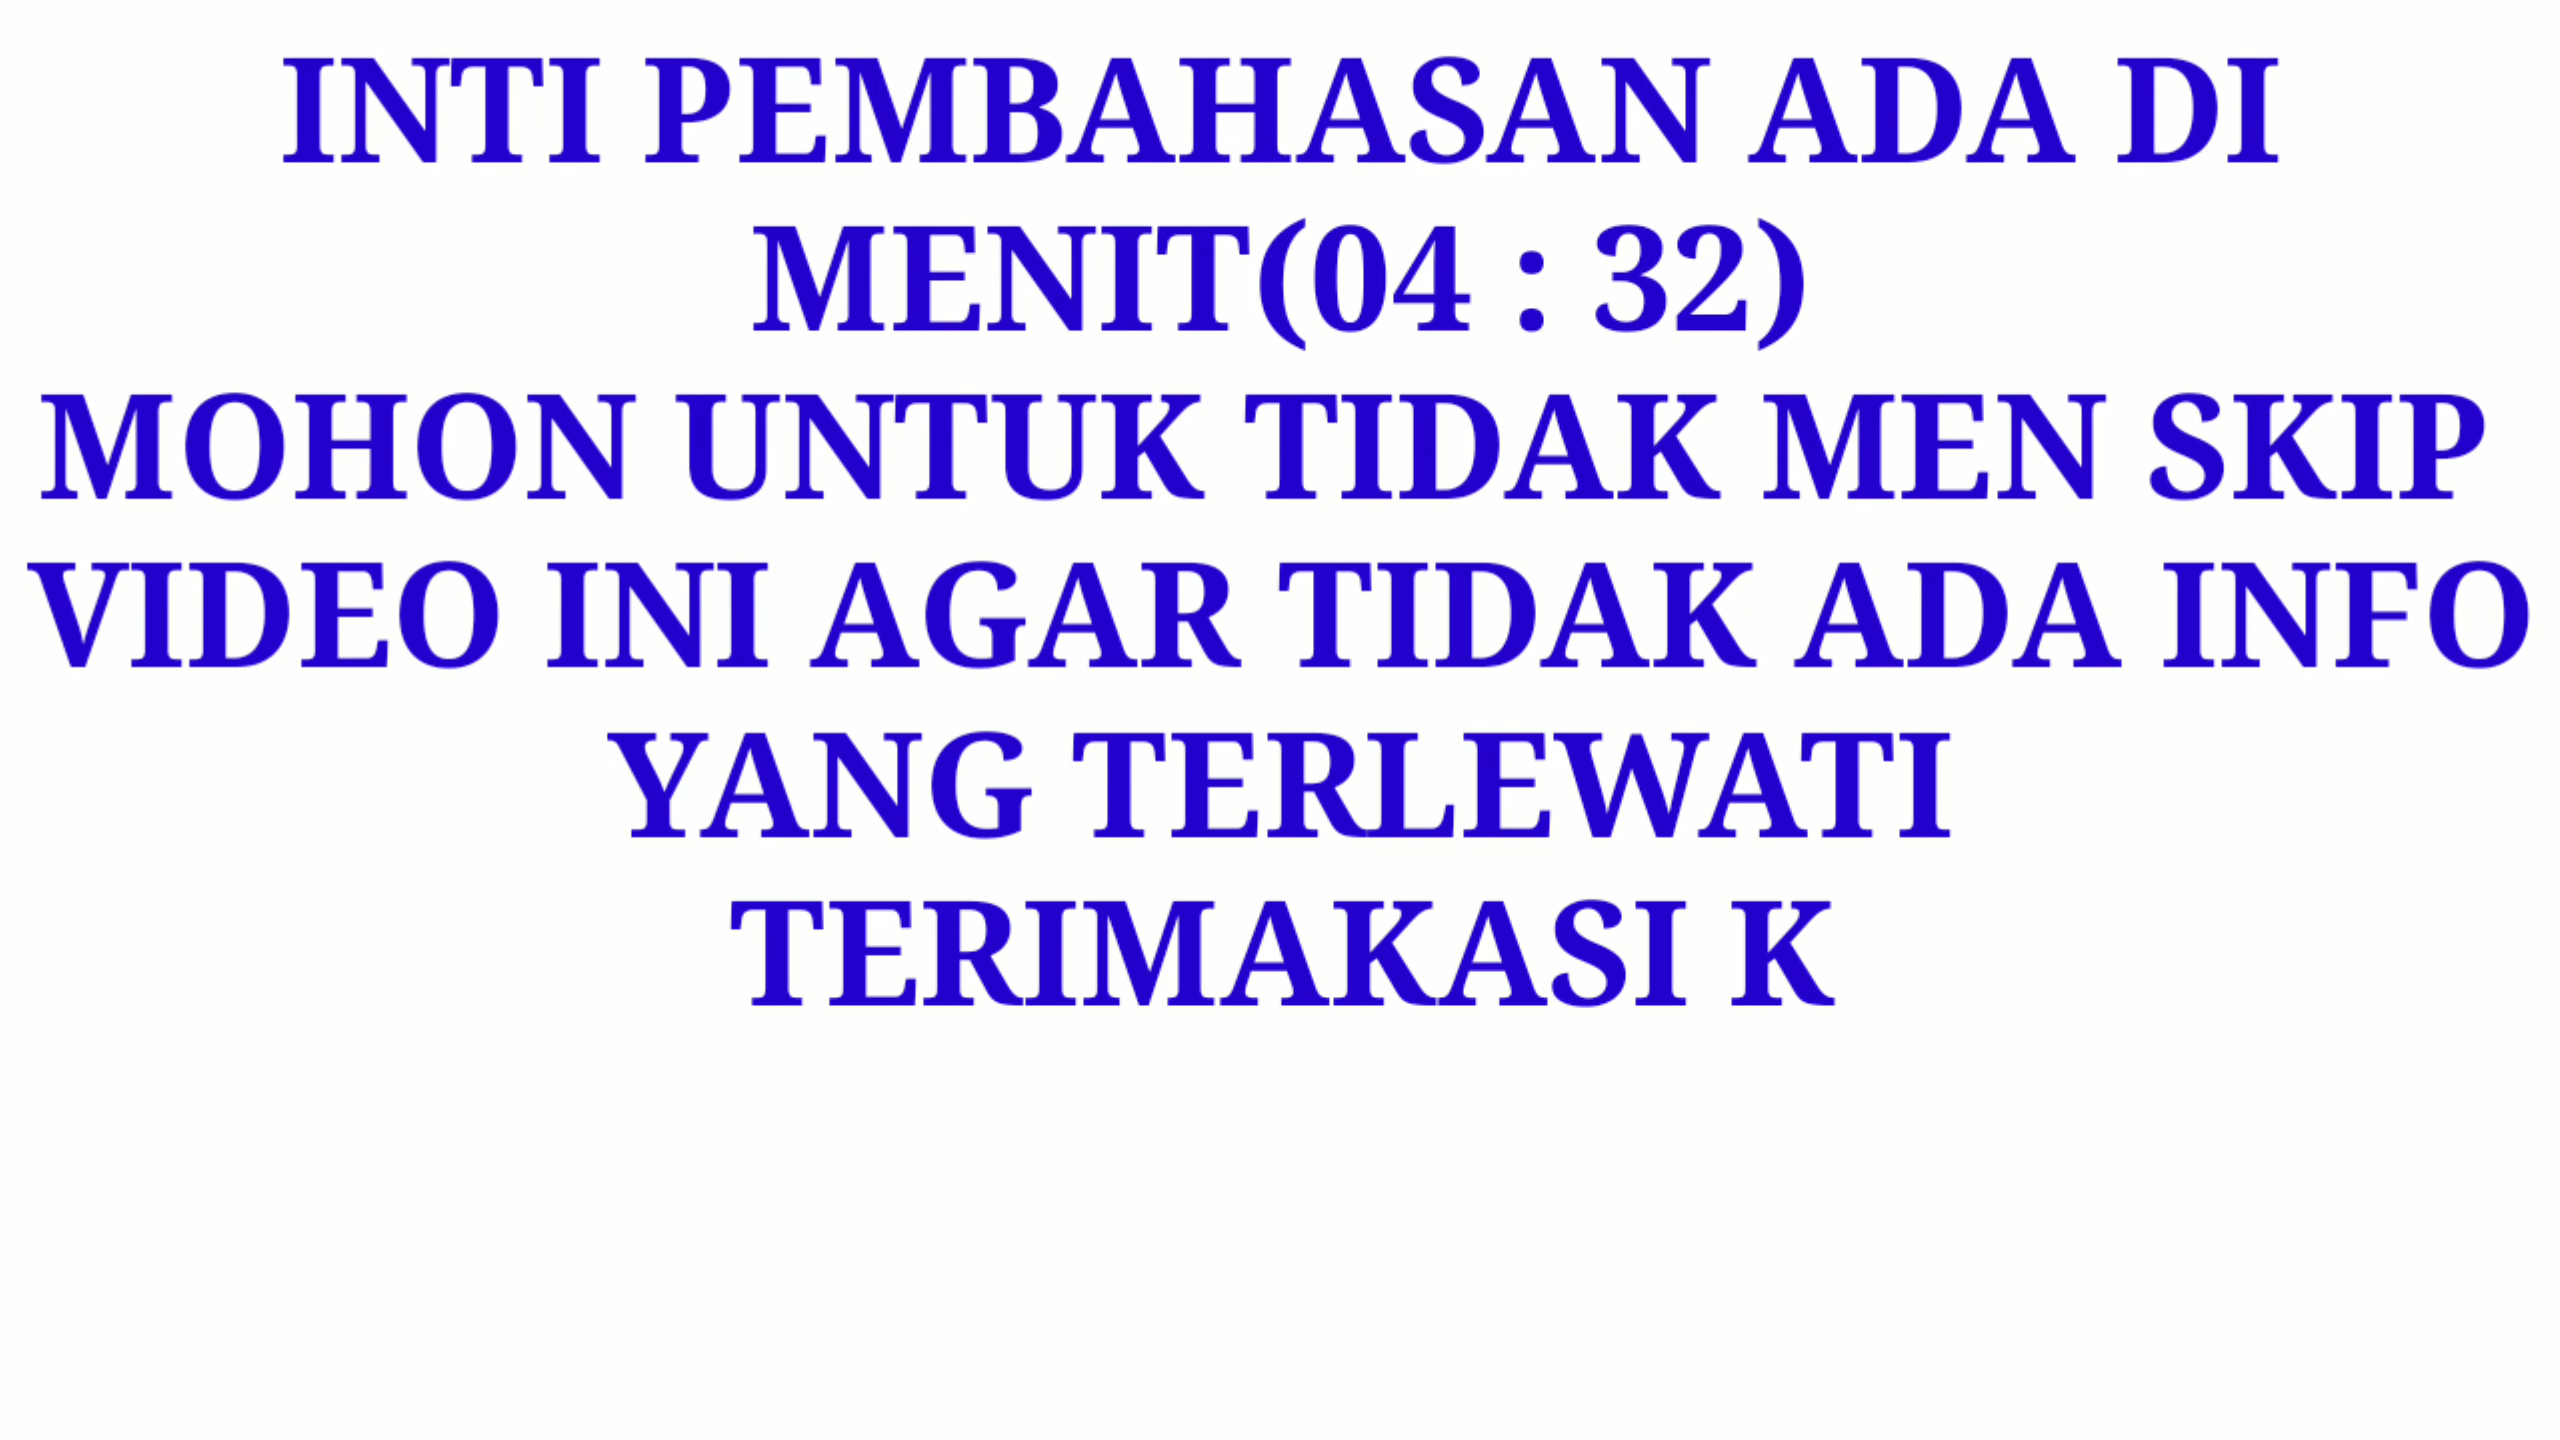 INTI PEMBAHASAN ADA DI
MENIT(04 : 32)
MOHON UNTUK TIDAK MEN SKIP
VIDEO INI AGAR TIDAK ADA INFO
YANG TERLEWATI
TERIMAKASI K